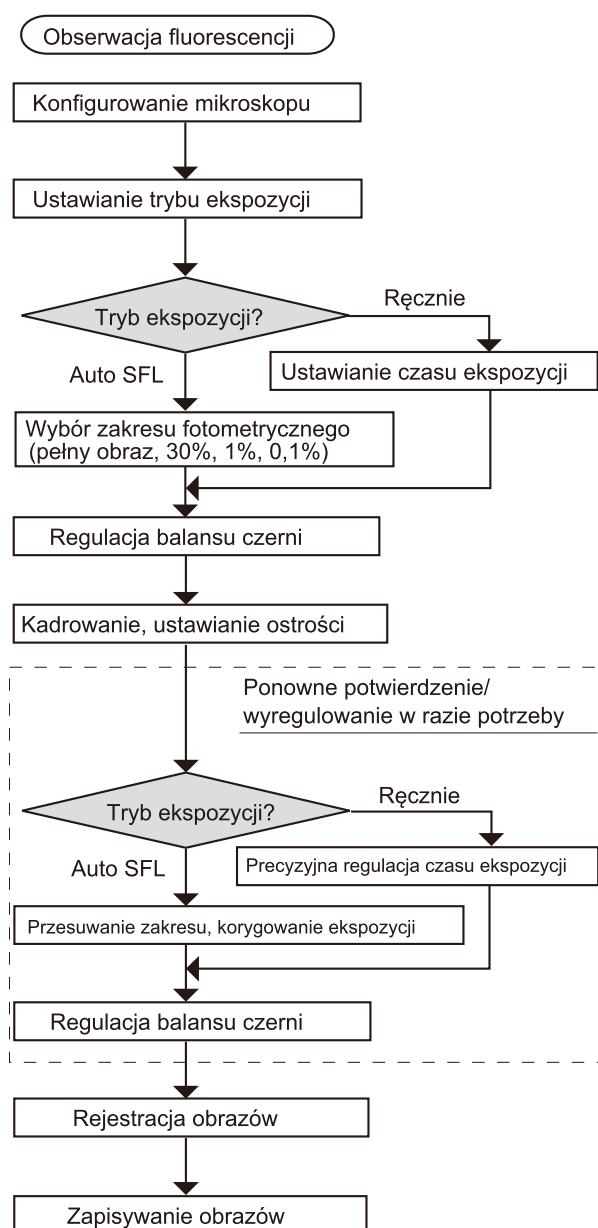 Obserwacja fluorescencji
Konfigurowanie mikroskopu
Ustawianie trybu ekspozycji
Tryb ekspozycji?
Ręcznie
Auto SFL
Ustawianie czasu ekspozycji
Wybór zakresu fotometrycznego
(pełny obraz, 30%, 1%, 0,1%)
Regulacja balansu czerni
Kadrowanie, ustawianie ostrości
Ponowne potwierdzenie/
wyregulowanie w razie potrzeby
Tryb ekspozycji?
Ręcznie
Auto SFL
Precyzyjna regulacja czasu ekspozycji
Przesuwanie zakresu, korygowanie ekspozycji
Regulacja balansu czerni
Rejestracja obrazów
Zapisywanie obrazów